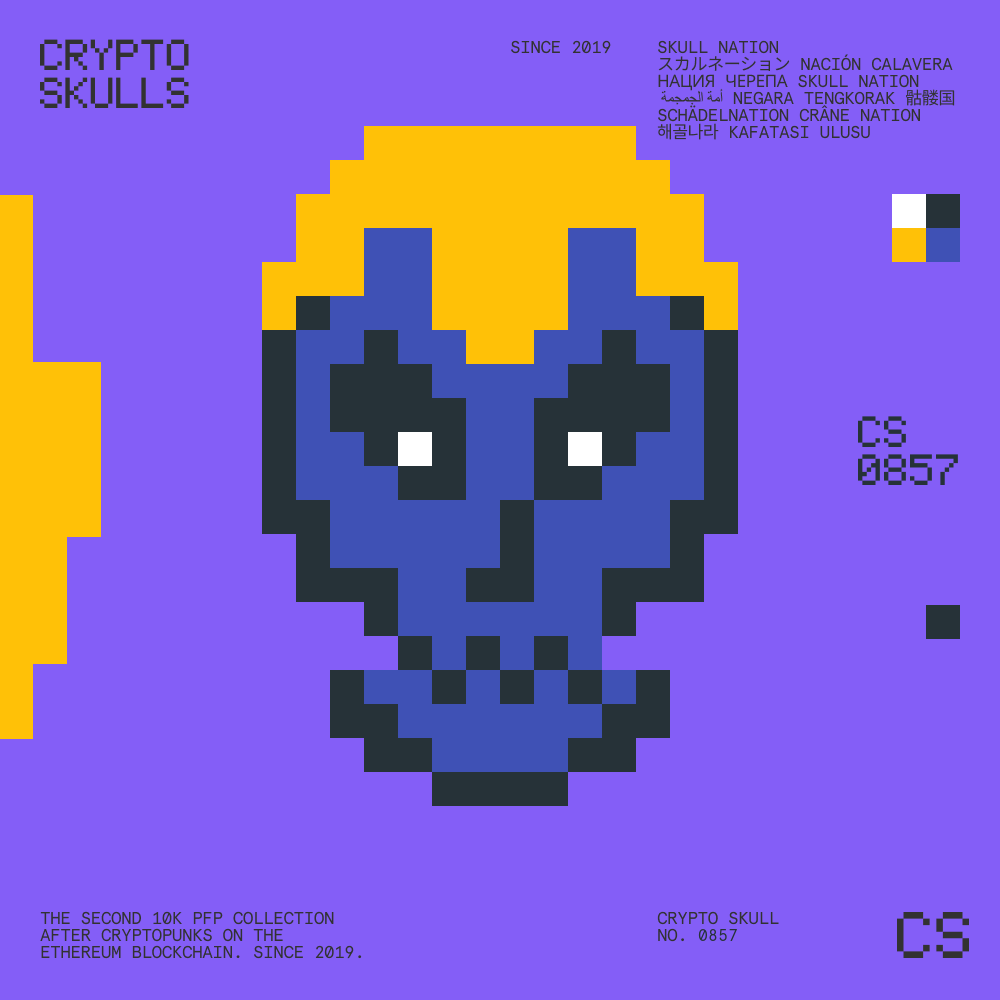 CRYPTO
SKULLS
SINCE 2019
SKULL NATION
スカルネーション NACIÓN CALAVERA
НАЦИЯ ЧЕРЕПА SKULL NATION
أمة الجمجمة NEGARA TENGKORAK 骷髅国
SCHÄDELNATION CRÂNE NATION
해골나라 KAFATASI ULUSU
CS
0857
THE SECOND 10K PFP COLLECTION
AFTER CRYPTOPUNKS ON THE
ETHEREUM BLOCKCHAIN. SINCE 2019.
CRYPTO SKULL
NO. 0857
CS